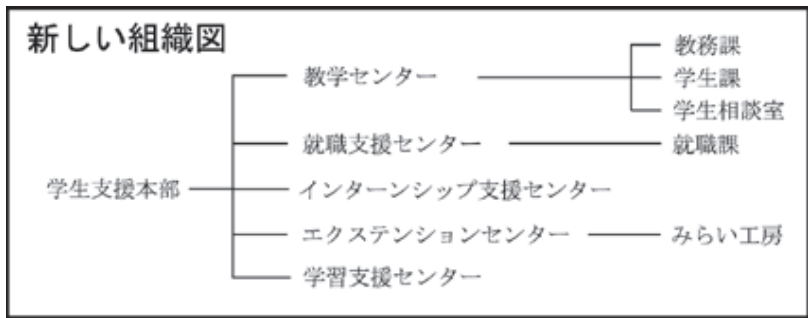 新しい組織図
教学センター
教務課
学生課
学生相談室
就職支援センター
就職課
学生支援本部
インターンシップ支援センター
エクステンションセンター
みらい工房
学習支援センター